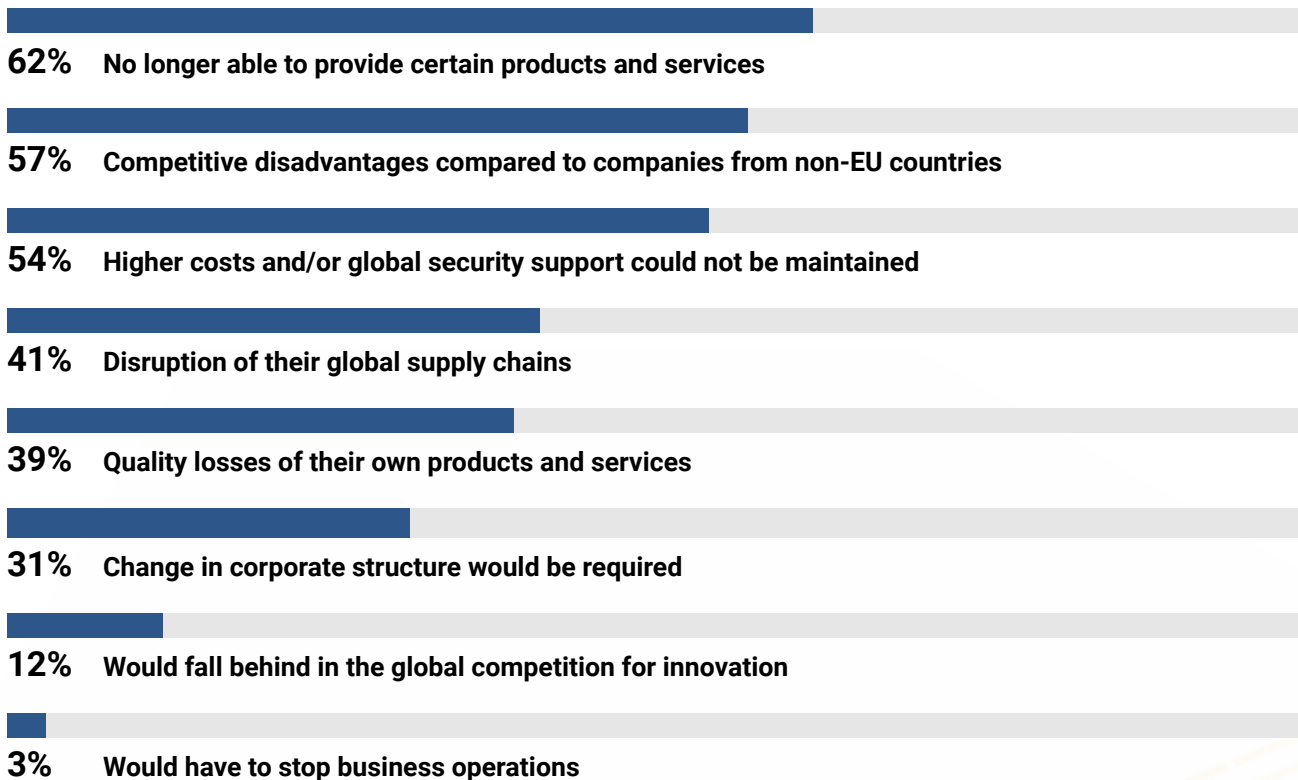 62% No longer able to provide certain products and services
57% Competitive disadvantages compared to companies from non-EU countries
54% Higher costs and/or global security support could not be maintained
41% Disruption of their global supply chains
39% Quality losses of their own products and services
31% Change in corporate structure would be required
12% Would fall behind in the global competition for innovation
3% Would have to stop business operations